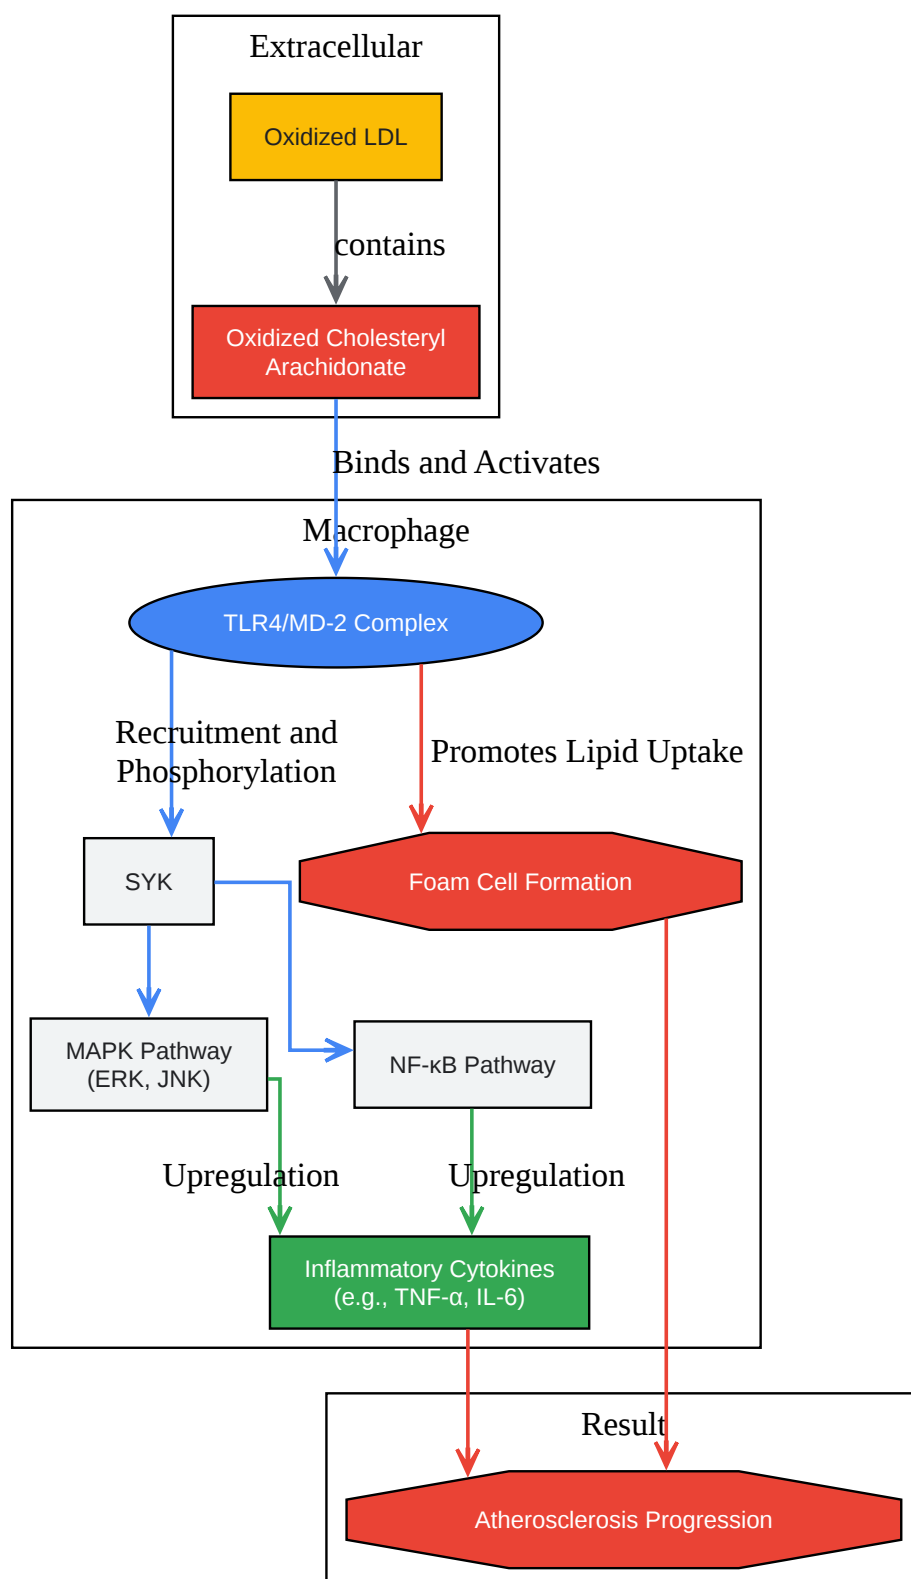 Extracellular
Oxidized LDL
contains
Oxidized Cholesteryl
Arachidonate
Binds and Activates
Macrophage
TLR4/MD-2 Complex
Recruitment and
Phosphorylation
Promotes Lipid Uptake
SYK
Foam Cell Formation
MAPK Pathway
(ERK, JNK)
NF-κB Pathway
Upregulation
Upregulation
Inflammatory Cytokines
(e.g., TNF-α, IL-6)
Result
Atherosclerosis Progression